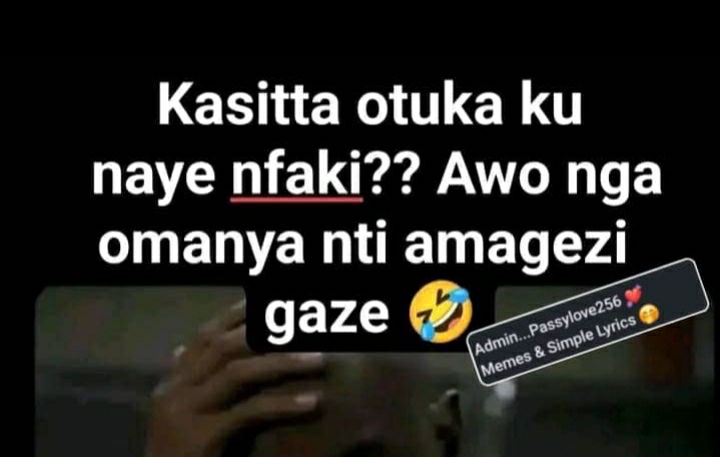 Kasitta otuka ku
naye nfaki?? Awo nga
omanya nti amagezi
gaze 🤣
Admin...Passylove256 💞
Memes & Simple Lyrics 🤭